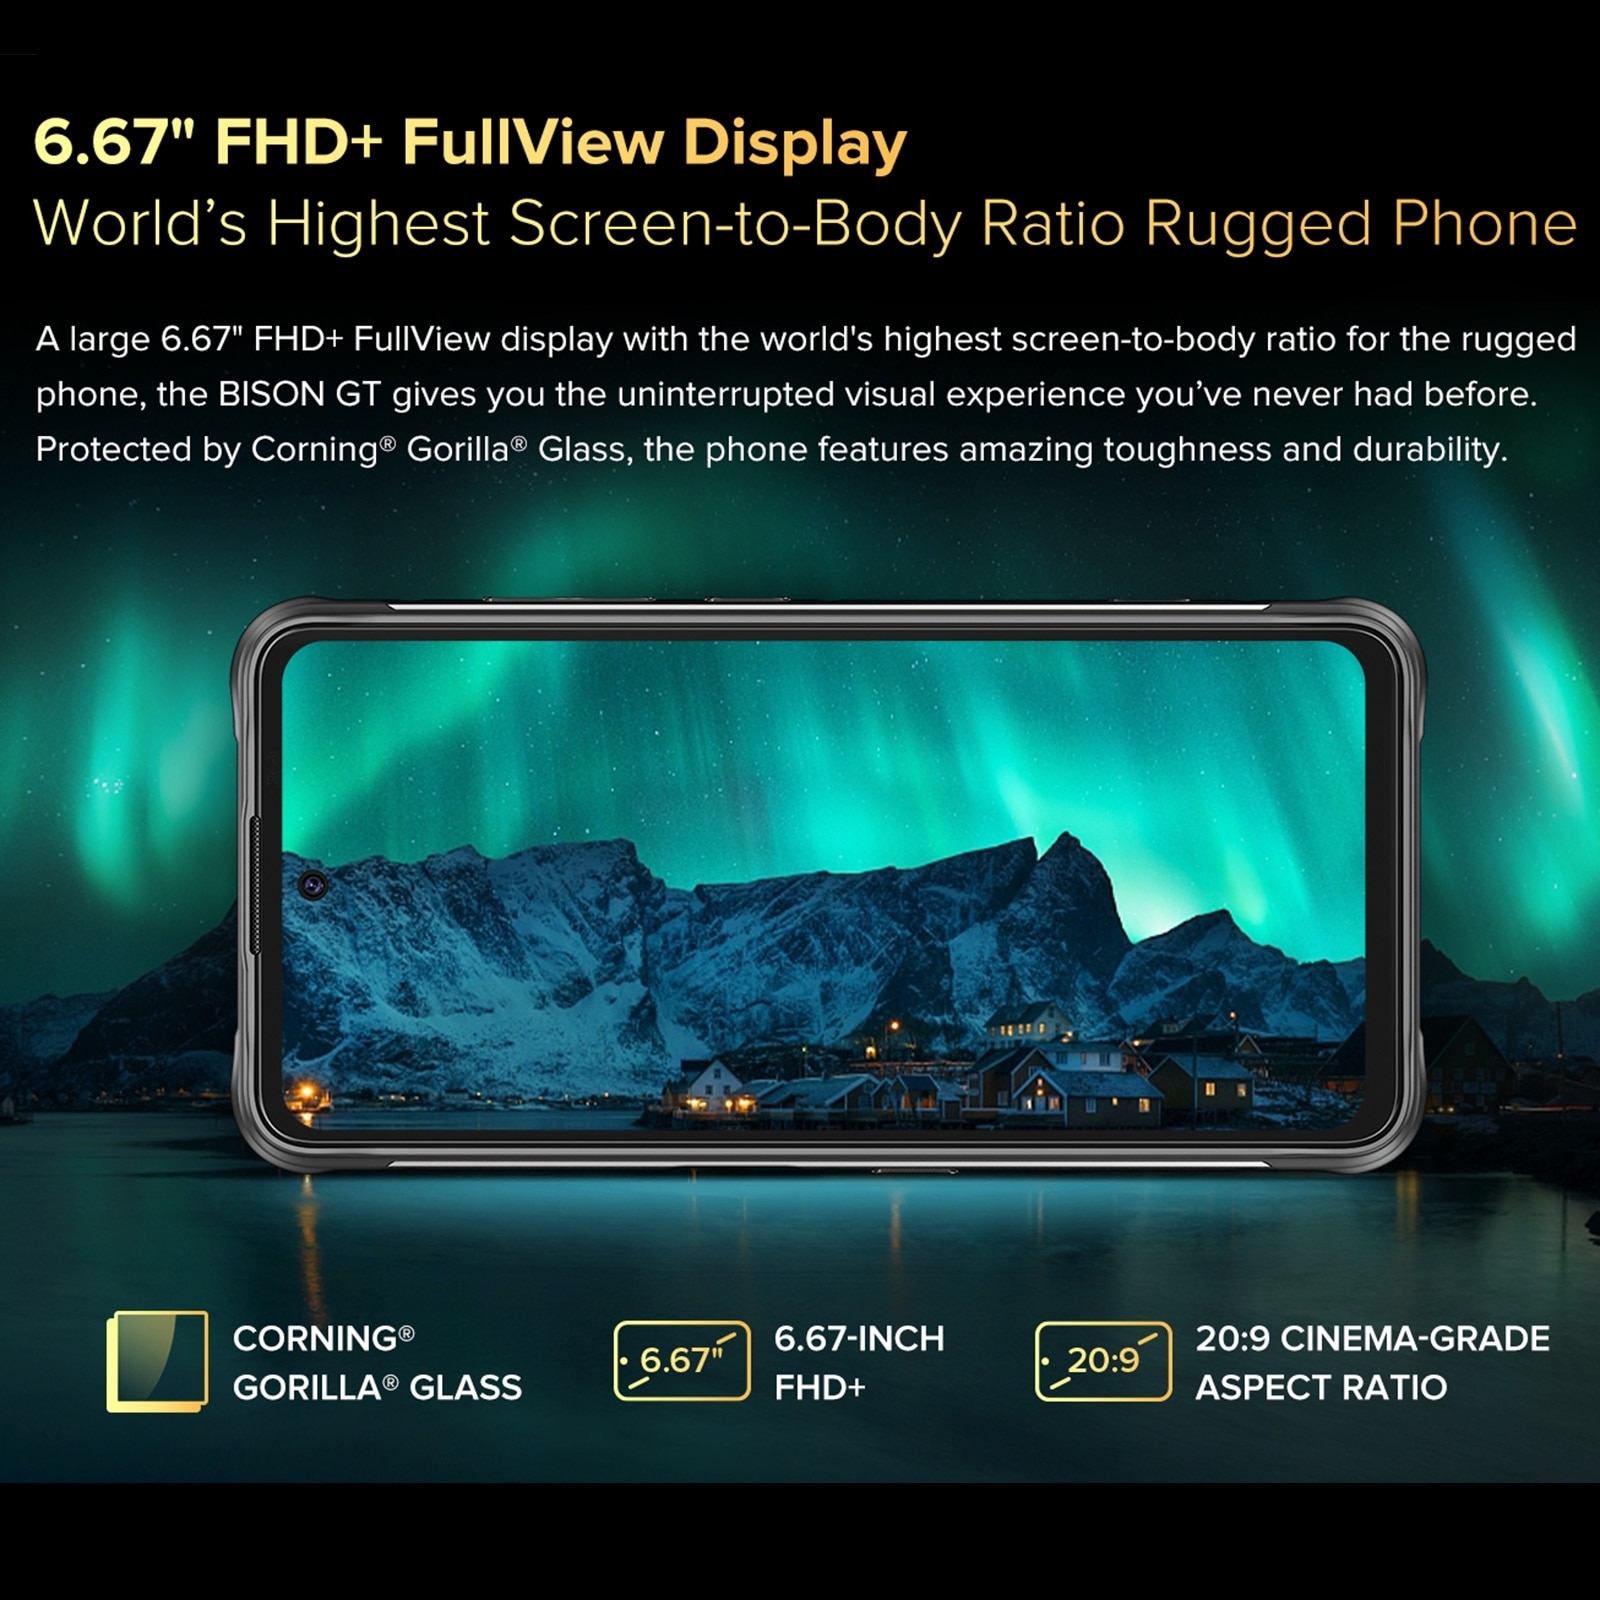 6.67" FHD+ FullView Display
World’s Highest Screen-to-Body Ratio Rugged Phone
A large 6.67" FHD+ FullView display with the world's highest screen-to-body ratio for the rugged
phone, the BISON GT gives you the uninterrupted visual experience you’ve never had before.
Protected by Corning® Gorilla® Glass, the phone features amazing toughness and durability.
CORNING®
GORILLA® GLASS
6.67"
6.67-INCH
FHD+
20:9
20:9 CINEMA-GRADE
ASPECT RATIO